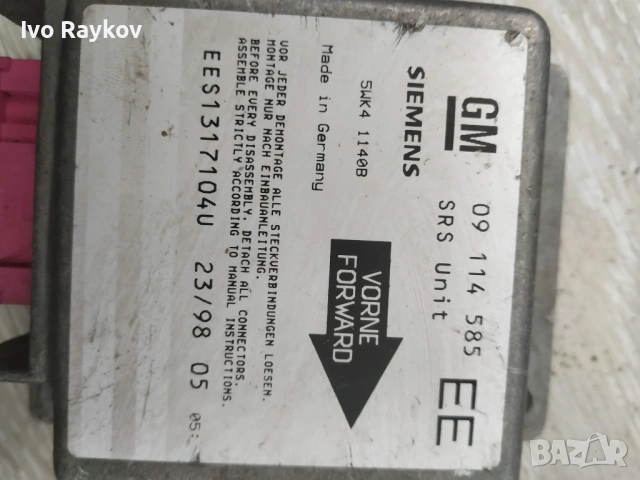 Ivo Raykov
GM 09 114 585 EE
SIEMENS SRS Unit
5WK4 1140B
Made in Germany
VORNE
FORWARD
VOR JEDER DEMONTAGE ALLE STECKVERBINDUNGEN LOESEN.
MONTAGE NUR NACH EINBAUANLEITUNG.
BEFORE EVERY DISASSEMBLY, DETACH ALL CONNECTORS.
ASSEMBLE STRICTLY ACCORDING TO MANUAL INSTRUCTIONS.
EES1317104U 23/98 05 05:
bazar